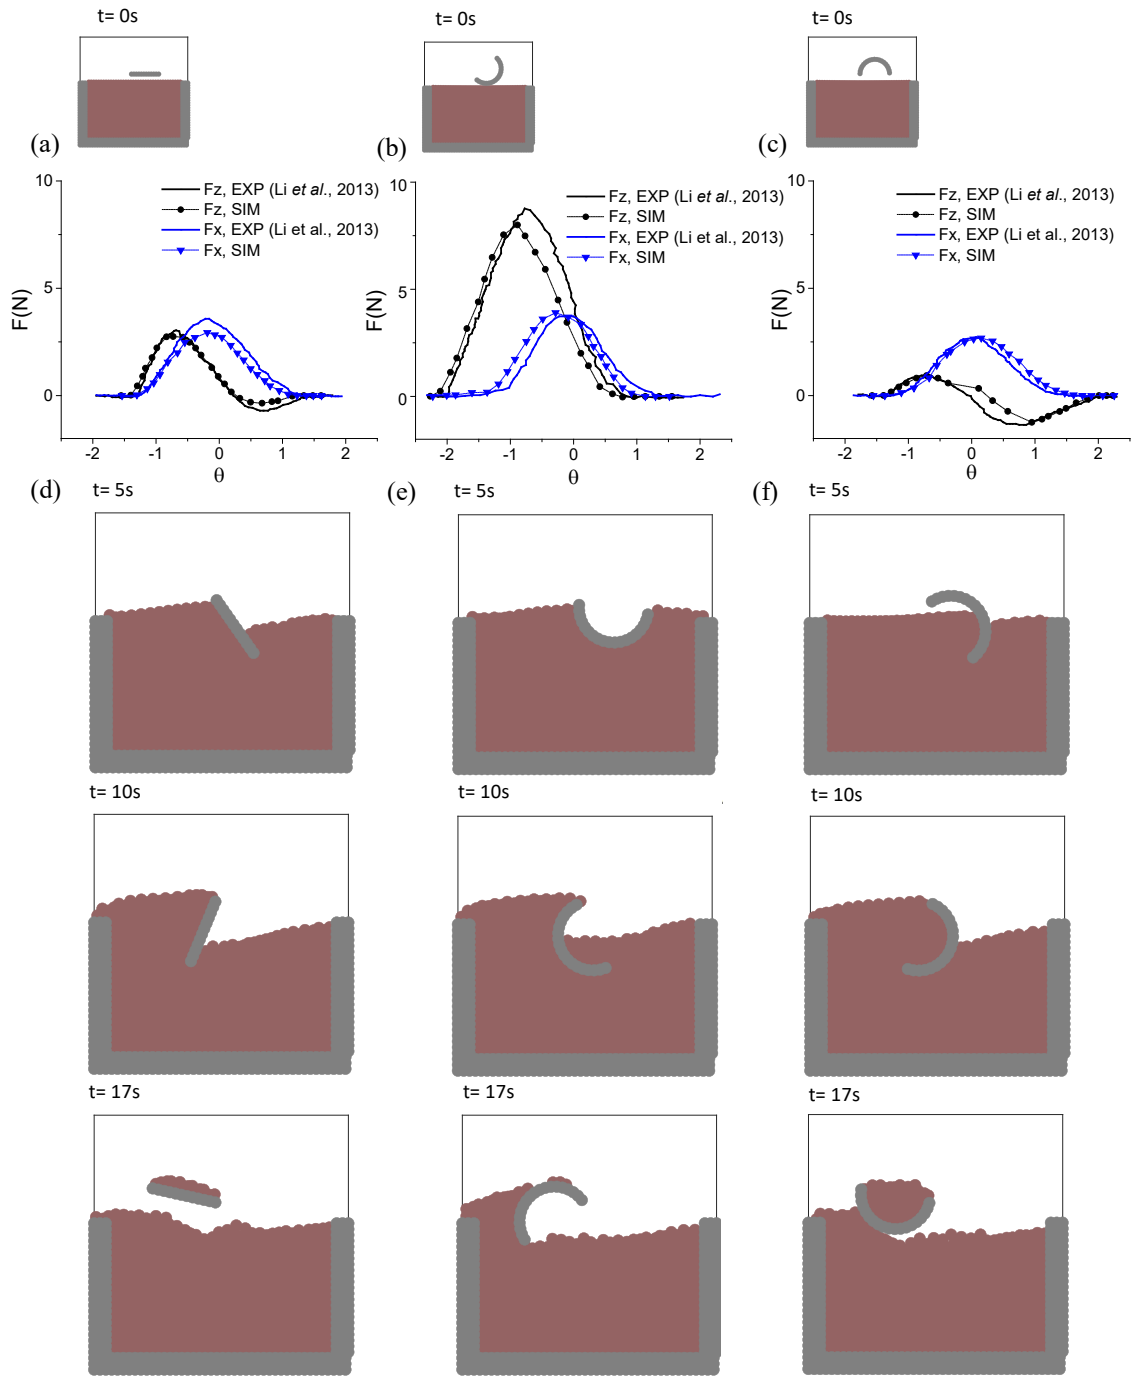 t= 0s
t= 0s
t= 0s
(a)
(b)
(c)
10
5
0
F(N)
Fz, EXP (Li et al., 2013)
Fz, SIM
Fx, EXP (Li et al., 2013)
Fx, SIM
-2
-1
0
1
2
θ
10
5
0
F(N)
Fz, EXP (Li et al., 2013)
Fz, SIM
Fx, EXP (Li et al., 2013)
Fx, SIM
-2
-1
0
1
2
θ
10
5
0
F(N)
Fz, EXP (Li et al., 2013)
Fz, SIM
Fx, EXP (Li et al., 2013)
Fx, SIM
-2
-1
0
1
2
θ
(d)
t= 5s
(e)
t= 5s
(f)
t= 5s
t= 10s
t= 10s
t= 10s
t= 17s
t= 17s
t= 17s